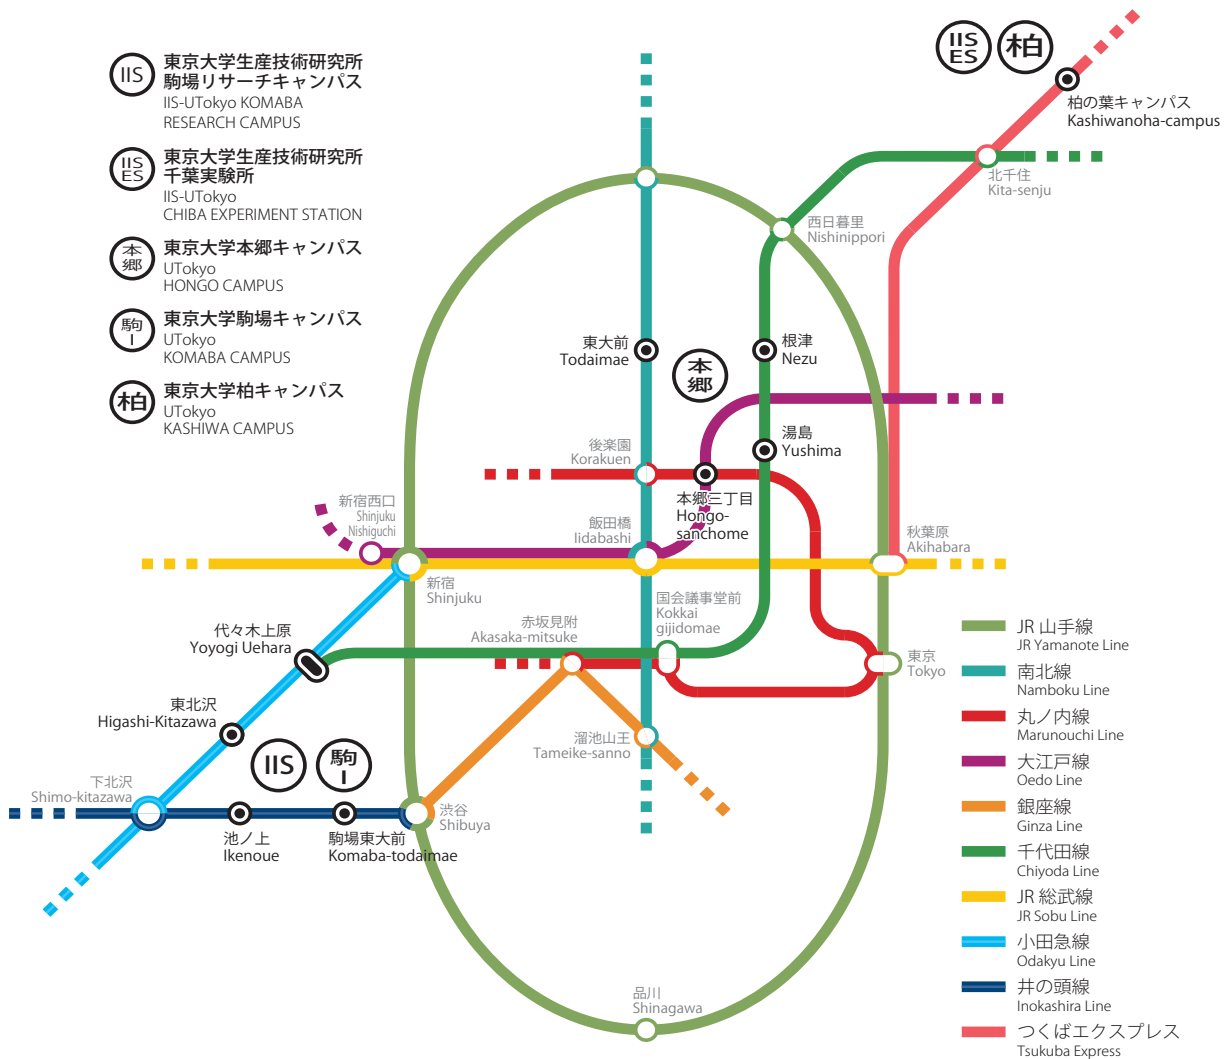 IIS
東京大学生産技術研究所
駒場リサーチキャンパス
IIS-UTokyo KOMABA
RESEARCH CAMPUS
IIS
ES
東京大学生産技術研究所
千葉実験所
IIS-UTokyo
CHIBA EXPERIMENT STATION
本
郷
東京大学本郷キャンパス
UTokyo
HONGO CAMPUS
駒
I
東京大学駒場キャンパス
UTokyo
KOMABA CAMPUS
柏
東京大学柏キャンパス
UTokyo
KASHIWA CAMPUS
IIS
ES
柏
柏の葉キャンパス
Kashiwanoha-campus
北千住
Kita-senju
西日暮里
Nishinippori
東大前
Todaimae
本
郷
根津
Nezu
湯島
Yushima
後楽園
Korakuen
本郷三丁目
Hongo-
sanchome
新宿西口
Shinjuku
Nishiguchi
飯田橋
Iidabashi
秋葉原
Akihabara
新宿
Shinjuku
国会議事堂前
Kokkai
gijidomae
赤坂見附
Akasaka-mitsuke
代々木上原
Yoyogi Uehara
東京
Tokyo
東北沢
Higashi-Kitazawa
溜池山王
Tameike-sanno
IIS
駒
I
下北沢
Shimo-kitazawa
池ノ上
Ikenoue
駒場東大前
Komaba-todaimae
渋谷
Shibuya
品川
Shinagawa
JR 山手線
JR Yamanote Line
南北線
Namboku Line
丸ノ内線
Marunouchi Line
大江戸線
Oedo Line
銀座線
Ginza Line
千代田線
Chiyoda Line
JR 総武線
JR Sobu Line
小田急線
Odakyu Line
井の頭線
Inokashira Line
つくばエクスプレス
Tsukuba Express